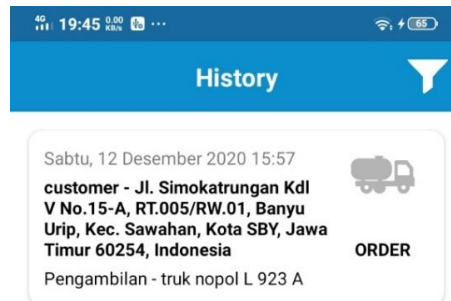 4G 19:45 0.00 KB/s ... 65
History
Sabtu, 12 Desember 2020 15:57
customer - Jl. Simokatrungan Kdl
V No.15-A, RT.005/RW.01, Banyu
Urip, Kec. Sawahan, Kota SBY, Jawa
Timur 60254, Indonesia
ORDER
Pengambilan - truk nopol L 923 A